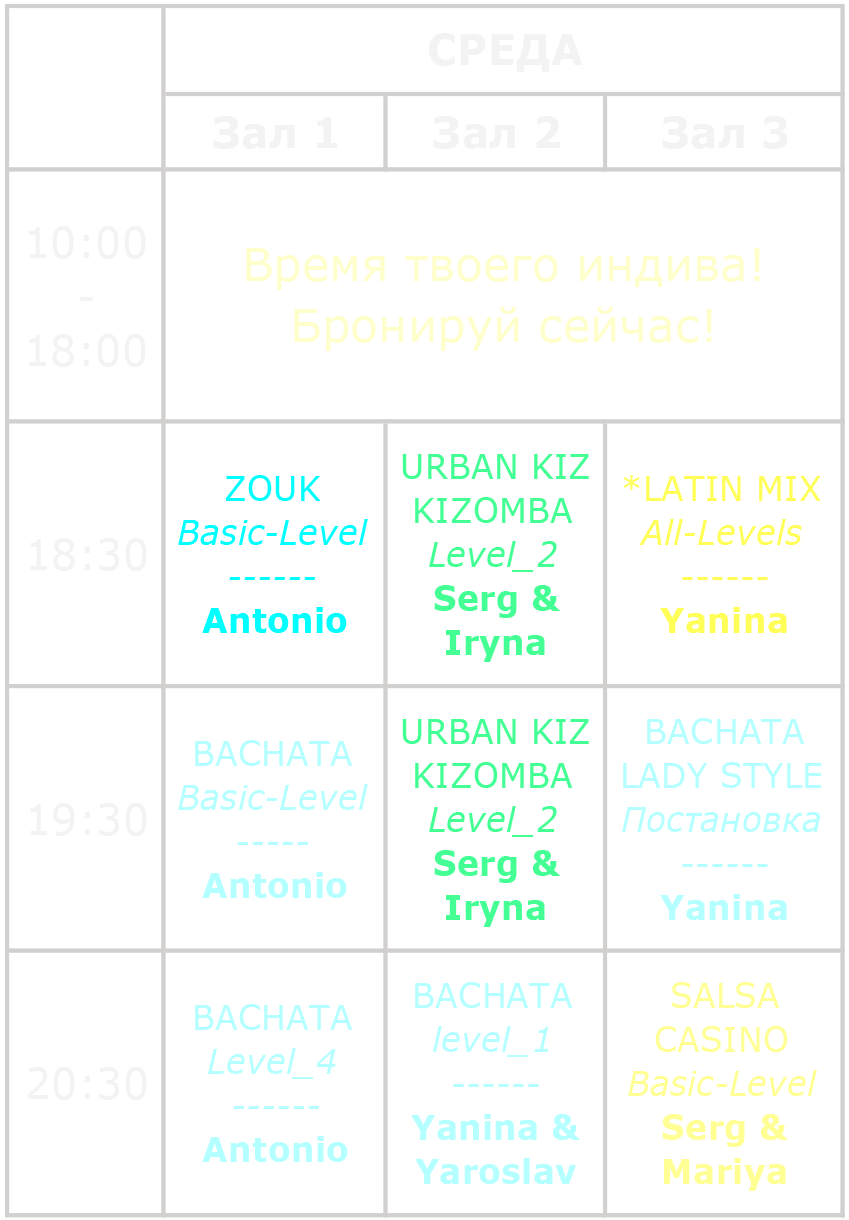 СРЕДА
Зал 1 Зал 2 Зал 3
10:00
-
18:00
Время твоего индива!
Бронируй сейчас!
18:30
ZOUK
Basic-Level
------
Antonio
URBAN KIZ
KIZOMBA
Level_2
Serg &
Iryna
*LATIN MIX
All-Levels
------
Yanina
19:30
BACHATA
Basic-Level
-----
Antonio
URBAN KIZ
KIZOMBA
Level_2
Serg &
Iryna
BACHATA
LADY STYLE
Постановка
------
Yanina
20:30
BACHATA
Level_4
------
Antonio
BACHATA
level_1
------
Yanina &
Yaroslav
SALSA
CASINO
Basic-Level
Serg &
Mariya